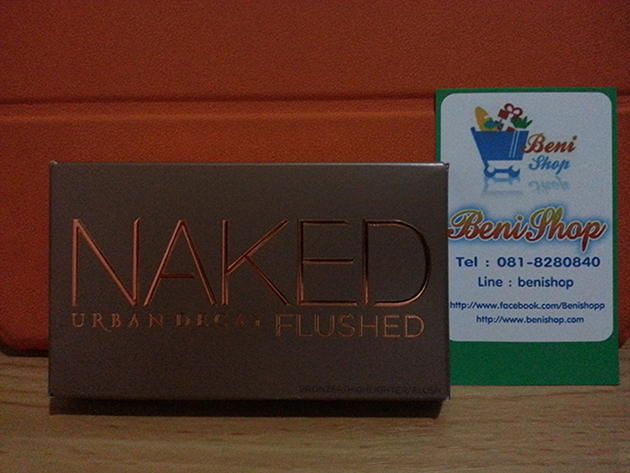 NAKED
URBAN DECAY FLUSHED
BRONZER/HIGHLIGHTER/BLUSH
Beni
Shop
BeniShop
Tel : 081-8280840
Line : benishop
http://www.facebook.com/Benishopp
http://www.benishop.com